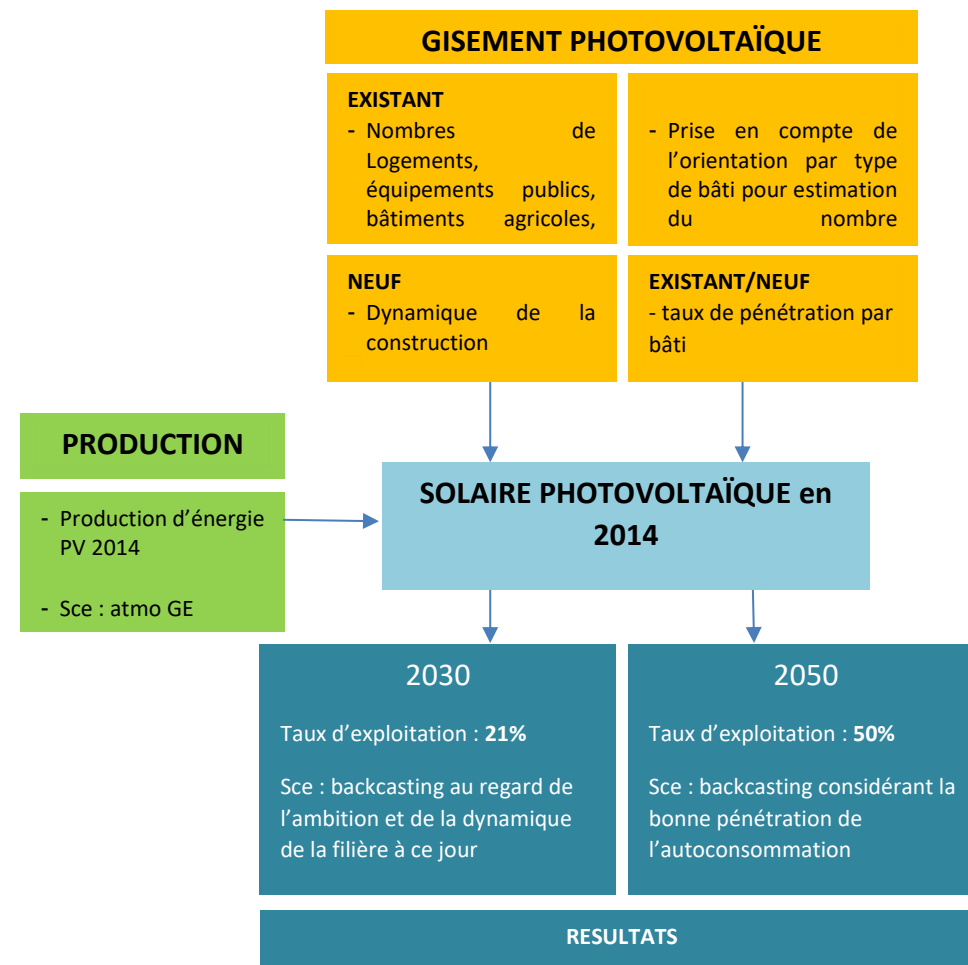 GISEMENT PHOTOVOLTAÏQUE
EXISTANT
- Nombres de
Logements,
équipements publics,
bâtiments agricoles,
- Prise en compte de
l’orientation par type
de bâti pour estimation
du nombre
NEUF
- Dynamique de la
construction
EXISTANT/NEUF
- taux de pénétration par
bâti
PRODUCTION
- Production d’énergie
PV 2014
- Sce : atmo GE
SOLAIRE PHOTOVOLTAÏQUE en
2014
2030
Taux d’exploitation : 21%
Sce : backcasting au regard de
l’ambition et de la dynamique
de la filière à ce jour
2050
Taux d’exploitation : 50%
Sce : backcasting considérant la
bonne pénétration de
l’autoconsommation
RESULTATS